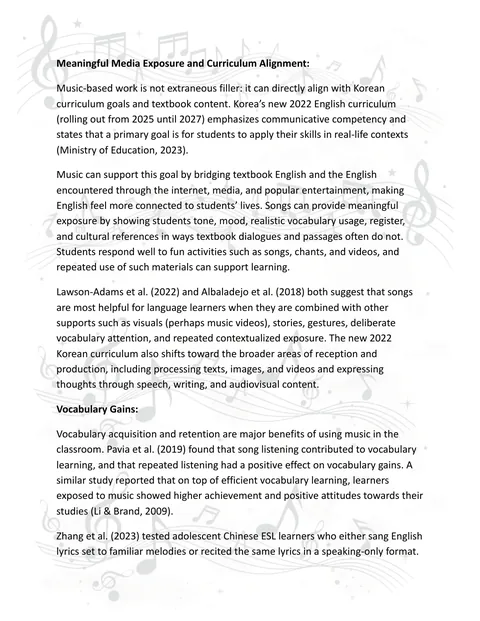 Meaningful Media Exposure and Curriculum Alignment:
Music-based work is not extraneous filler: it can directly align with Korean
curriculum goals and textbook content. Korea’s new 2022 English curriculum
(rolling out from 2025 until 2027) emphasizes communicative competency and
states that a primary goal is for students to apply their skills in real-life contexts
(Ministry of Education, 2023).
Music can support this goal by bridging textbook English and the English
encountered through the internet, media, and popular entertainment, making
English feel more connected to students’ lives. Songs can provide meaningful
exposure by showing students tone, mood, realistic vocabulary usage, register,
and cultural references in ways textbook dialogues and passages often do not.
Students respond well to fun activities such as songs, chants, and videos, and
repeated use of such materials can support learning.
Lawson-Adams et al. (2022) and Albaladejo et al. (2018) both suggest that songs
are most helpful for language learners when they are combined with other
supports such as visuals (perhaps music videos), stories, gestures, deliberate
vocabulary attention, and repeated contextualized exposure. The new 2022
Korean curriculum also shifts toward the broader areas of reception and
production, including processing texts, images, and videos and expressing
thoughts through speech, writing, and audiovisual content.
Vocabulary Gains:
Vocabulary acquisition and retention are major benefits of using music in the
classroom. Pavia et al. (2019) found that song listening contributed to vocabulary
learning, and that repeated listening had a positive effect on vocabulary gains. A
similar study reported that on top of efficient vocabulary learning, learners
exposed to music showed higher achievement and positive attitudes towards their
studies (Li & Brand, 2009).
Zhang et al. (2023) tested adolescent Chinese ESL learners who either sang English
lyrics set to familiar melodies or recited the same lyrics in a speaking-only format.